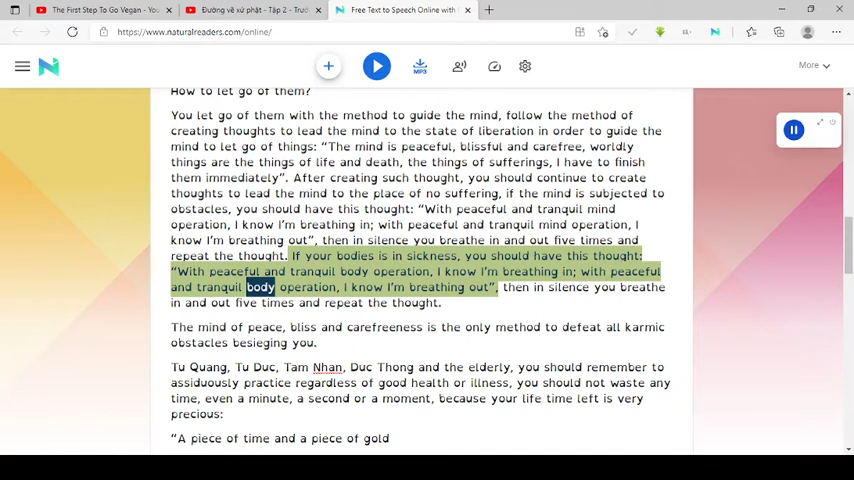 The First Step To Go Vegan - You
Đường về xứ phật - Tập 2 - Trưở
Free Text to Speech Online with
https://www.naturalreaders.com/online/
MP3
More
How to let go of them?
You let go of them with the method to guide the mind, follow the method of
creating thoughts to lead the mind to the state of liberation in order to guide the
mind to let go of things: “The mind is peaceful, blissful and carefree, worldly
things are the things of life and death, the things of sufferings, I have to finish
them immediately”. After creating such thought, you should continue to create
thoughts to lead the mind to the place of no suffering, if the mind is subjected to
obstacles, you should have this thought: “With peaceful and tranquil mind
operation, I know I’m breathing in; with peaceful and tranquil mind operation, I
know I’m breathing out”, then in silence you breathe in and out five times and
repeat the thought. If your bodies is in sickness, you should have this thought:
“With peaceful and tranquil body operation, I know I’m breathing in; with peaceful
and tranquil body operation, I know I’m breathing out”, then in silence you breathe
in and out five times and repeat the thought.
The mind of peace, bliss and carefreeness is the only method to defeat all karmic
obstacles besieging you.
Tu Quang, Tu Duc, Tam Nhan, Duc Thong and the elderly, you should remember to
assiduously practice regardless of good health or illness, you should not waste any
time, even a minute, a second or a moment, because your life time left is very
precious:
“A piece of time and a piece of gold